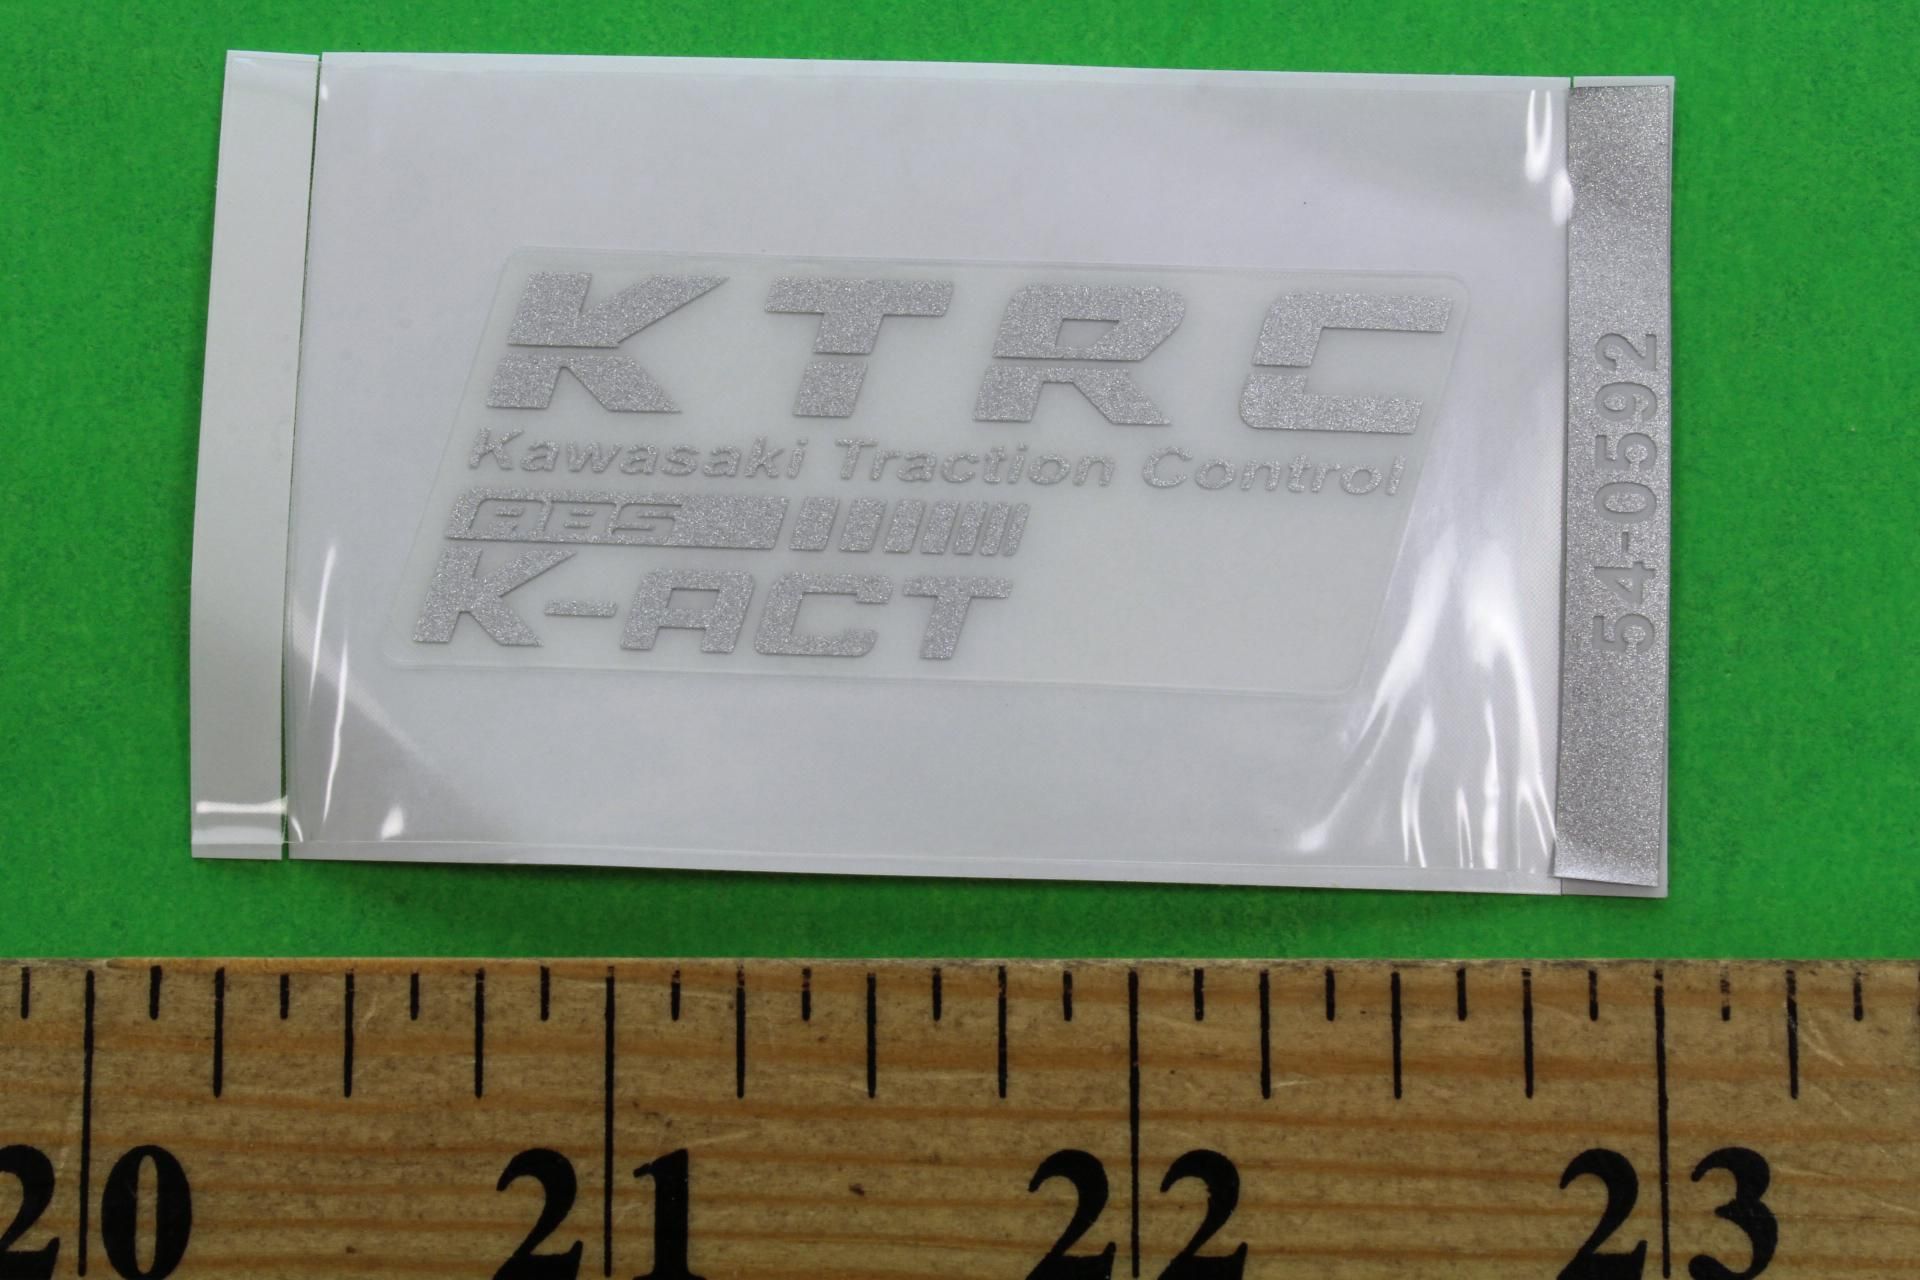 KTRC
Kawasaki Traction Control
ABS
K-ACT
54-0592
20 21 22 23